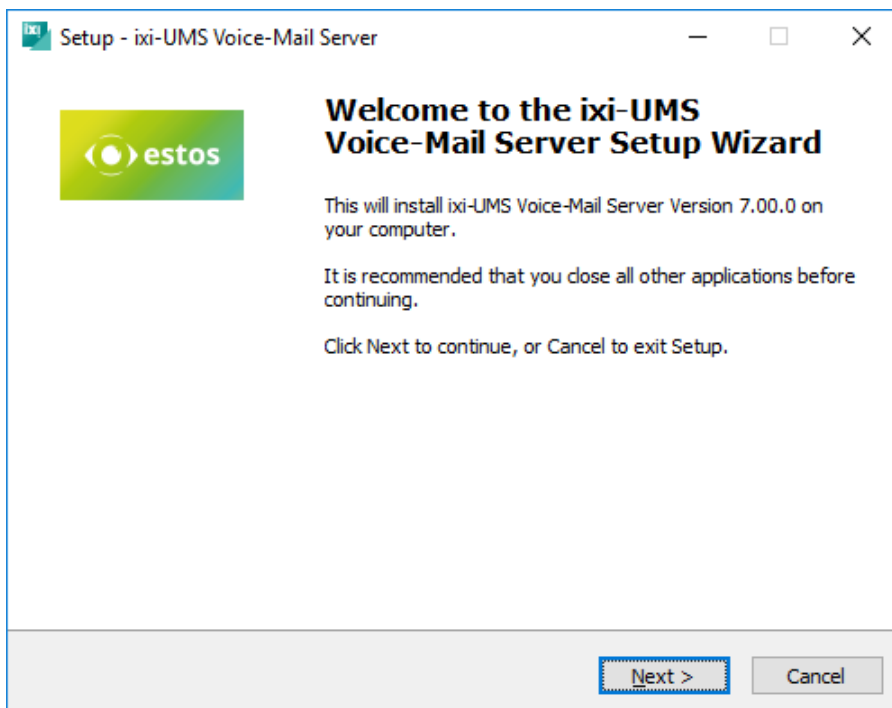 ixi
Setup - ixi-UMS Voice-Mail Server
estos
Welcome to the ixi-UMS
Voice-Mail Server Setup Wizard
This will install ixi-UMS Voice-Mail Server Version 7.00.0 on
your computer.
It is recommended that you close all other applications before
continuing.
Click Next to continue, or Cancel to exit Setup.
Next >
Cancel